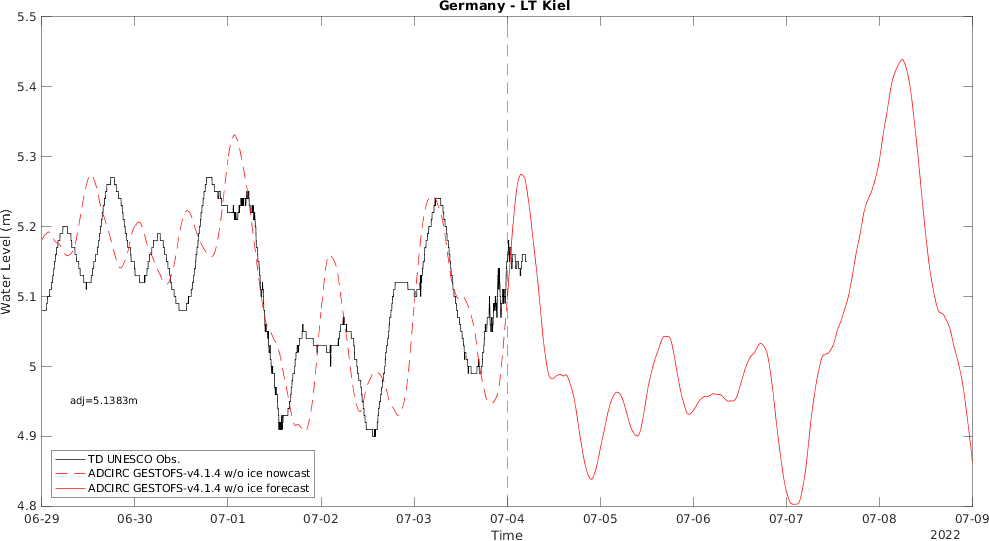 Germany - LT Kiel
Water Level (m)
5.5
5.4
5.3
5.2
5.1
5
4.9
4.8
adj=5.1383m
TD UNESCO Obs.
ADCIRC GESTOFS-v4.1.4 w/o ice nowcast
ADCIRC GESTOFS-v4.1.4 w/o ice forecast
06-29 06-30 07-01 07-02 07-03 07-04 07-05 07-06 07-07 07-08 07-09
Time
2022